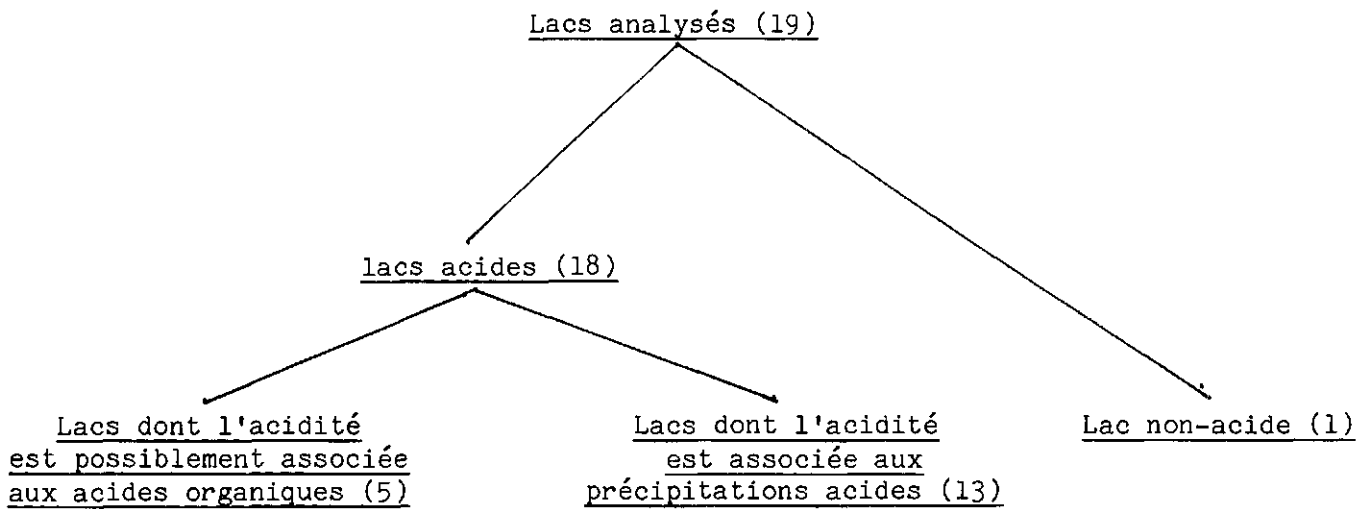 Lacs analysés (19)
lacs acides (18)
Lacs dont l'acidité
est possiblement associée
aux acides organiques (5)
Lacs dont l'acidité
est associée aux
précipitations acides (13)
Lac non-acide (1)